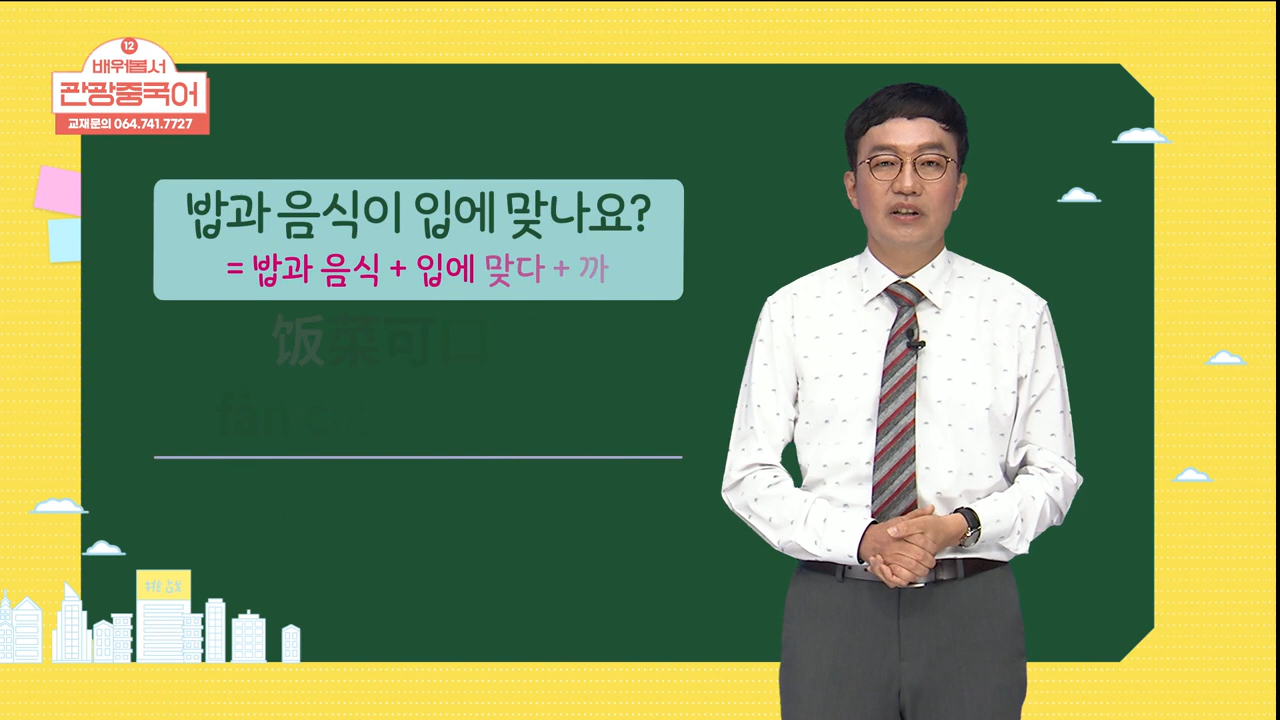 12
배워봅서
관광중국어
교재문의 064.741.7727
밥과 음식이 입에 맞나요?
= 밥과 음식 + 입에 맞다 + 까
饭菜可口
fàn